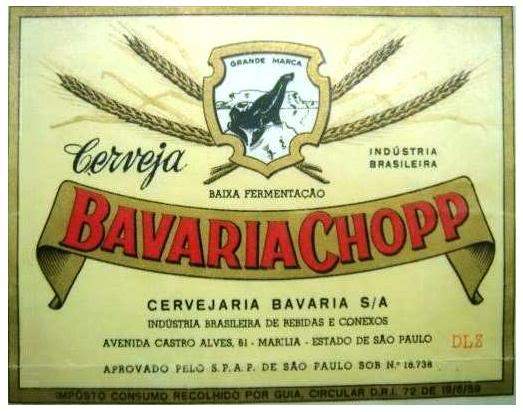 GRANDE MARCA
Cerveja
INDÚSTRIA
BRASILEIRA
BAIXA FERMENTAÇÃO
BAVARIA CHOPP
CERVEJARIA BAVARIA S/A
INDÚSTRIA BRASILEIRA DE BEBIDAS E CONEXOS
AVENIDA CASTRO ALVES, 81 - MARÍLIA - ESTADO DE SÃO PAULO
DLZ
APROVADO PELO S.P.A.P. DE SÃO PAULO SOB N.º 18.738
IMPÔSTO CONSUMO RECOLHIDO POR GUIA, CIRCULAR D.R.I. 72 DE 19/6/59